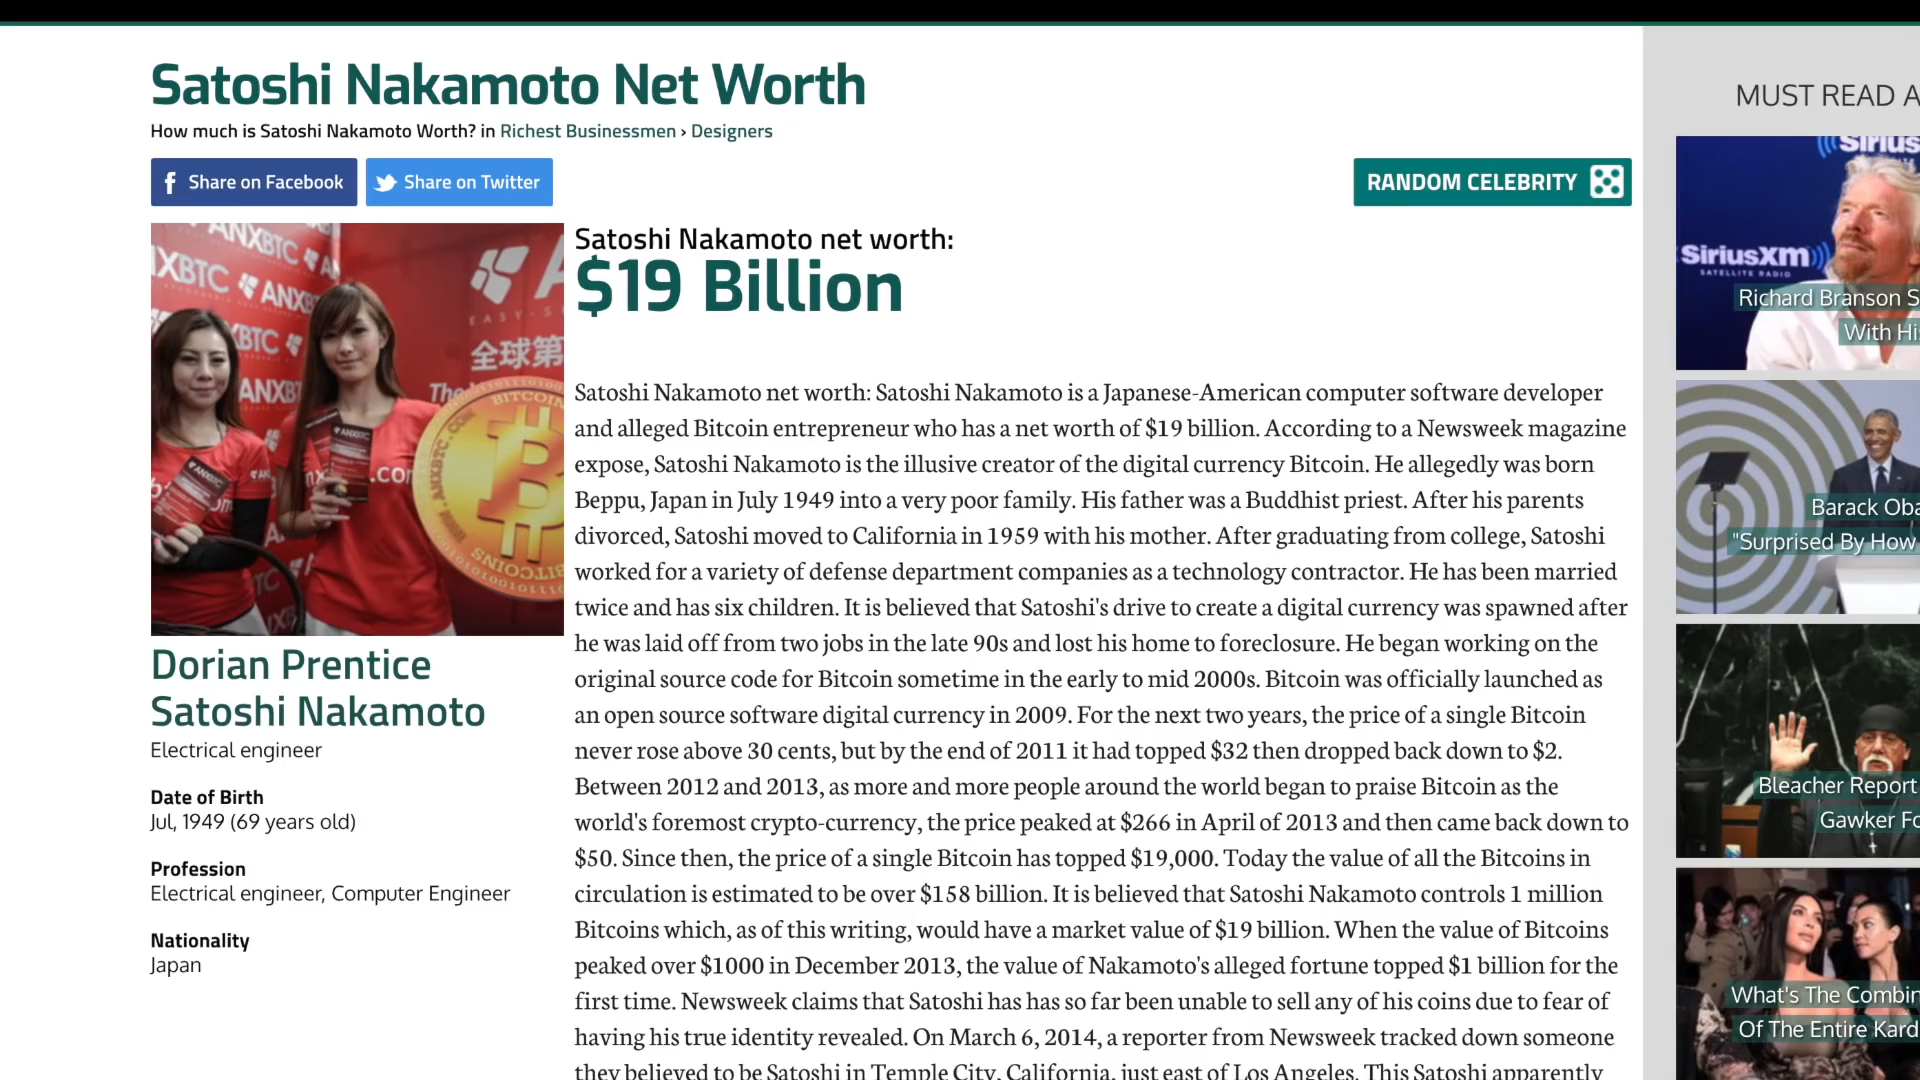 Satoshi Nakamoto Net Worth
How much is Satoshi Nakamoto Worth? in Richest Businessmen › Designers
Share on Facebook
Share on Twitter
RANDOM CELEBRITY
ANXBTC
XBTC
ANXB
XBTC
ANXBT
EASY
全球第
The
BITCOIN
ANXBTC
.co
BITCOINS
Dorian Prentice
Satoshi Nakamoto
Electrical engineer
Date of Birth
Jul, 1949 (69 years old)
Profession
Electrical engineer, Computer Engineer
Nationality
Japan
Satoshi Nakamoto net worth:
$19 Billion
Satoshi Nakamoto net worth: Satoshi Nakamoto is a Japanese-American computer software developer
and alleged Bitcoin entrepreneur who has a net worth of $19 billion. According to a Newsweek magazine
expose, Satoshi Nakamoto is the illusive creator of the digital currency Bitcoin. He allegedly was born
Beppu, Japan in July 1949 into a very poor family. His father was a Buddhist priest. After his parents
divorced, Satoshi moved to California in 1959 with his mother. After graduating from college, Satoshi
worked for a variety of defense department companies as a technology contractor. He has been married
twice and has six children. It is believed that Satoshi's drive to create a digital currency was spawned after
he was laid off from two jobs in the late 90s and lost his home to foreclosure. He began working on the
original source code for Bitcoin sometime in the early to mid 2000s. Bitcoin was officially launched as
an open source software digital currency in 2009. For the next two years, the price of a single Bitcoin
never rose above 30 cents, but by the end of 2011 it had topped $32 then dropped back down to $2.
Between 2012 and 2013, as more and more people around the world began to praise Bitcoin as the
world's foremost crypto-currency, the price peaked at $266 in April of 2013 and then came back down to
$50. Since then, the price of a single Bitcoin has topped $19,000. Today the value of all the Bitcoins in
circulation is estimated to be over $158 billion. It is believed that Satoshi Nakamoto controls 1 million
Bitcoins which, as of this writing, would have a market value of $19 billion. When the value of Bitcoins
peaked over $1000 in December 2013, the value of Nakamoto's alleged fortune topped $1 billion for the
first time. Newsweek claims that Satoshi has has so far been unable to sell any of his coins due to fear of
having his true identity revealed. On March 6, 2014, a reporter from Newsweek tracked down someone
they believed to be Satoshi in Temple City, California, just east of Los Angeles. This Satoshi apparently
MUST READ A
Sirius
SiriusXM
SATELLITE RADIO
Richard Branson S
With Hi
Barack Oba
"Surprised By How
Bleacher Report
Gawker Fo
What's The Combin
Of The Entire Kard